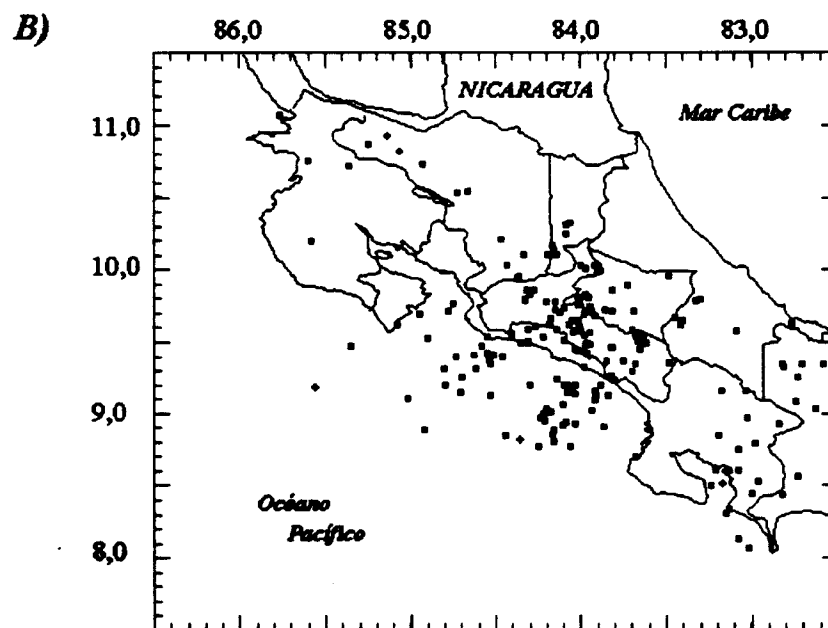 B)
86,0 85,0 84,0 83,0
NICARAGUA
Mar Caribe
11,0
10,0
9,0
Océano
Pacífico
8,0